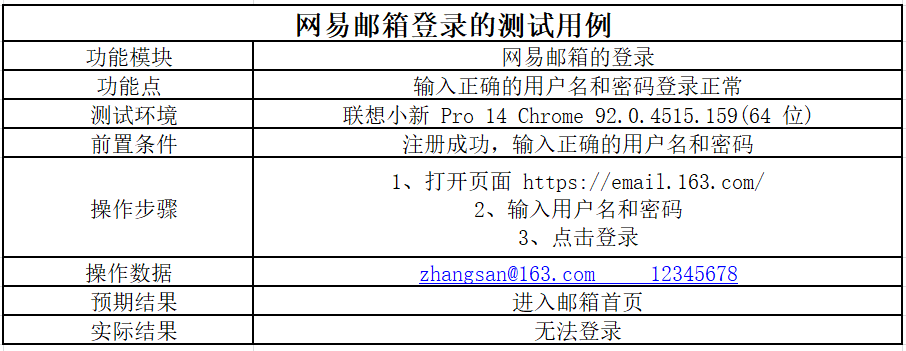 网易邮箱登录的测试用例
功能模块 网易邮箱的登录
功能点 输入正确的用户名和密码登录正常
测试环境 联想小新 Pro 14 Chrome 92.0.4515.159(64 位)
前置条件 注册成功，输入正确的用户名和密码
1、打开页面 https://email.163.com/
操作步骤 2、输入用户名和密码
3、点击登录
操作数据 zhangsan@163.com 12345678
预期结果 进入邮箱首页
实际结果 无法登录